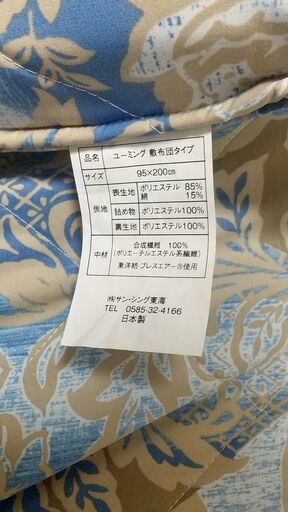 品名 ユーミング 敷布団タイプ
サイズ 95×200cm
側地 表生地 ポリエステル 85%
綿 15%
詰め物 ポリエステル100%
裏生地 ポリエステル100%
中材 合成繊維 100%
(ポリエーテルエステル系繊維)
東洋紡 ブレスエアー®使用
㈱サン・シング東海
TEL 0585-32-4166
日本製